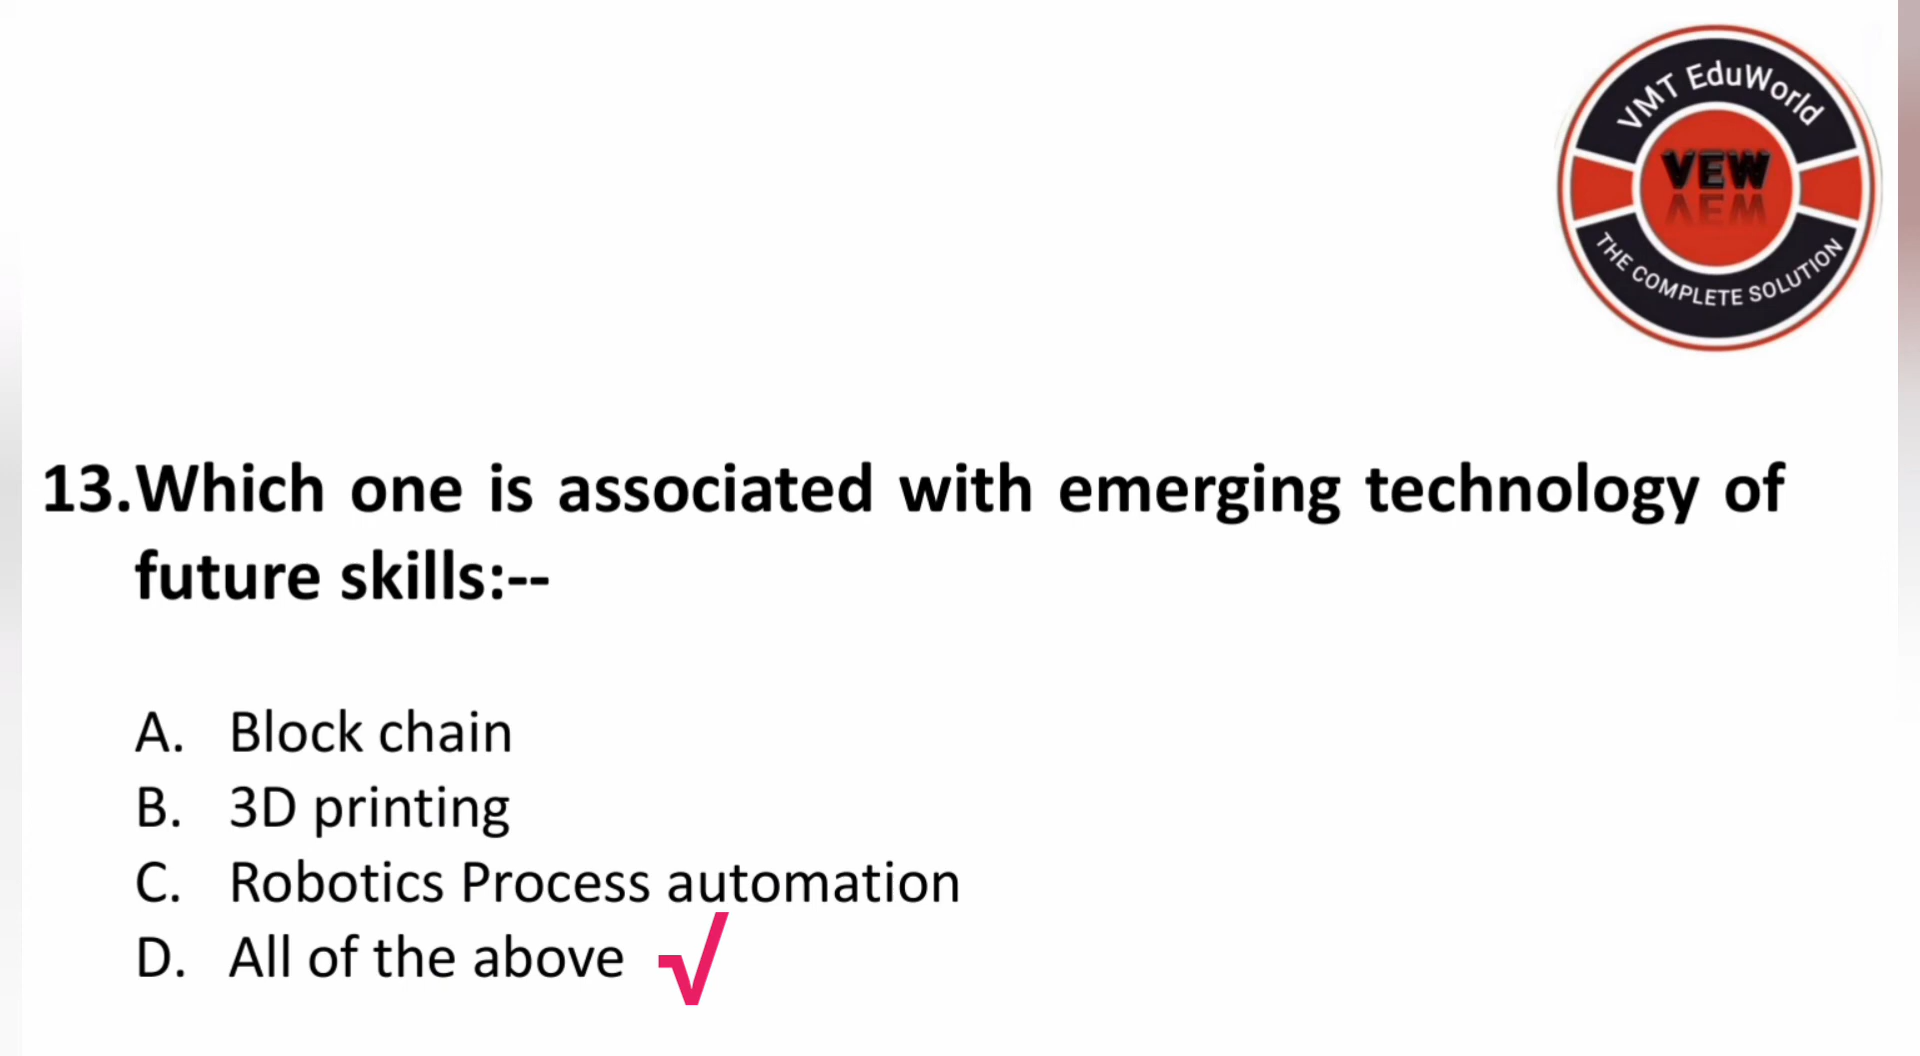 VMT EduWorld
VEW
THE COMPLETE SOLUTION
13.Which one is associated with emerging technology of
future skills:--
A. Block chain
B. 3D printing
C. Robotics Process automation
D. All of the above √